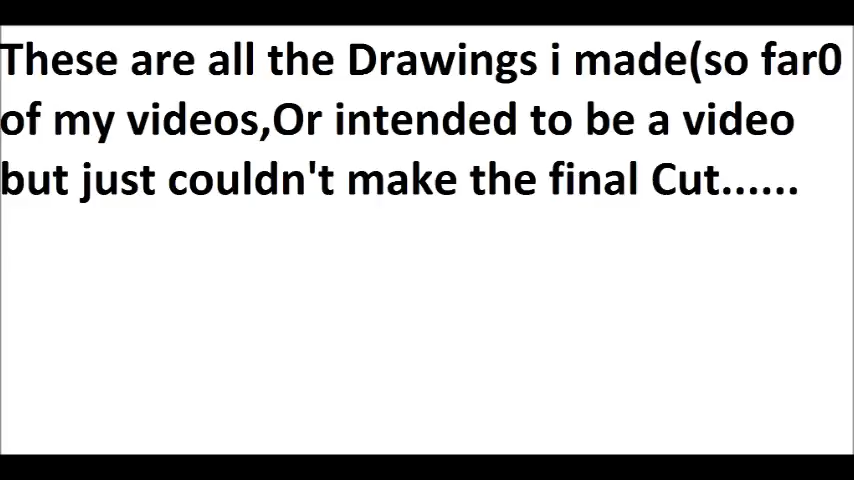 These are all the Drawings i made(so far0
of my videos,Or intended to be a video
but just couldn't make the final Cut......